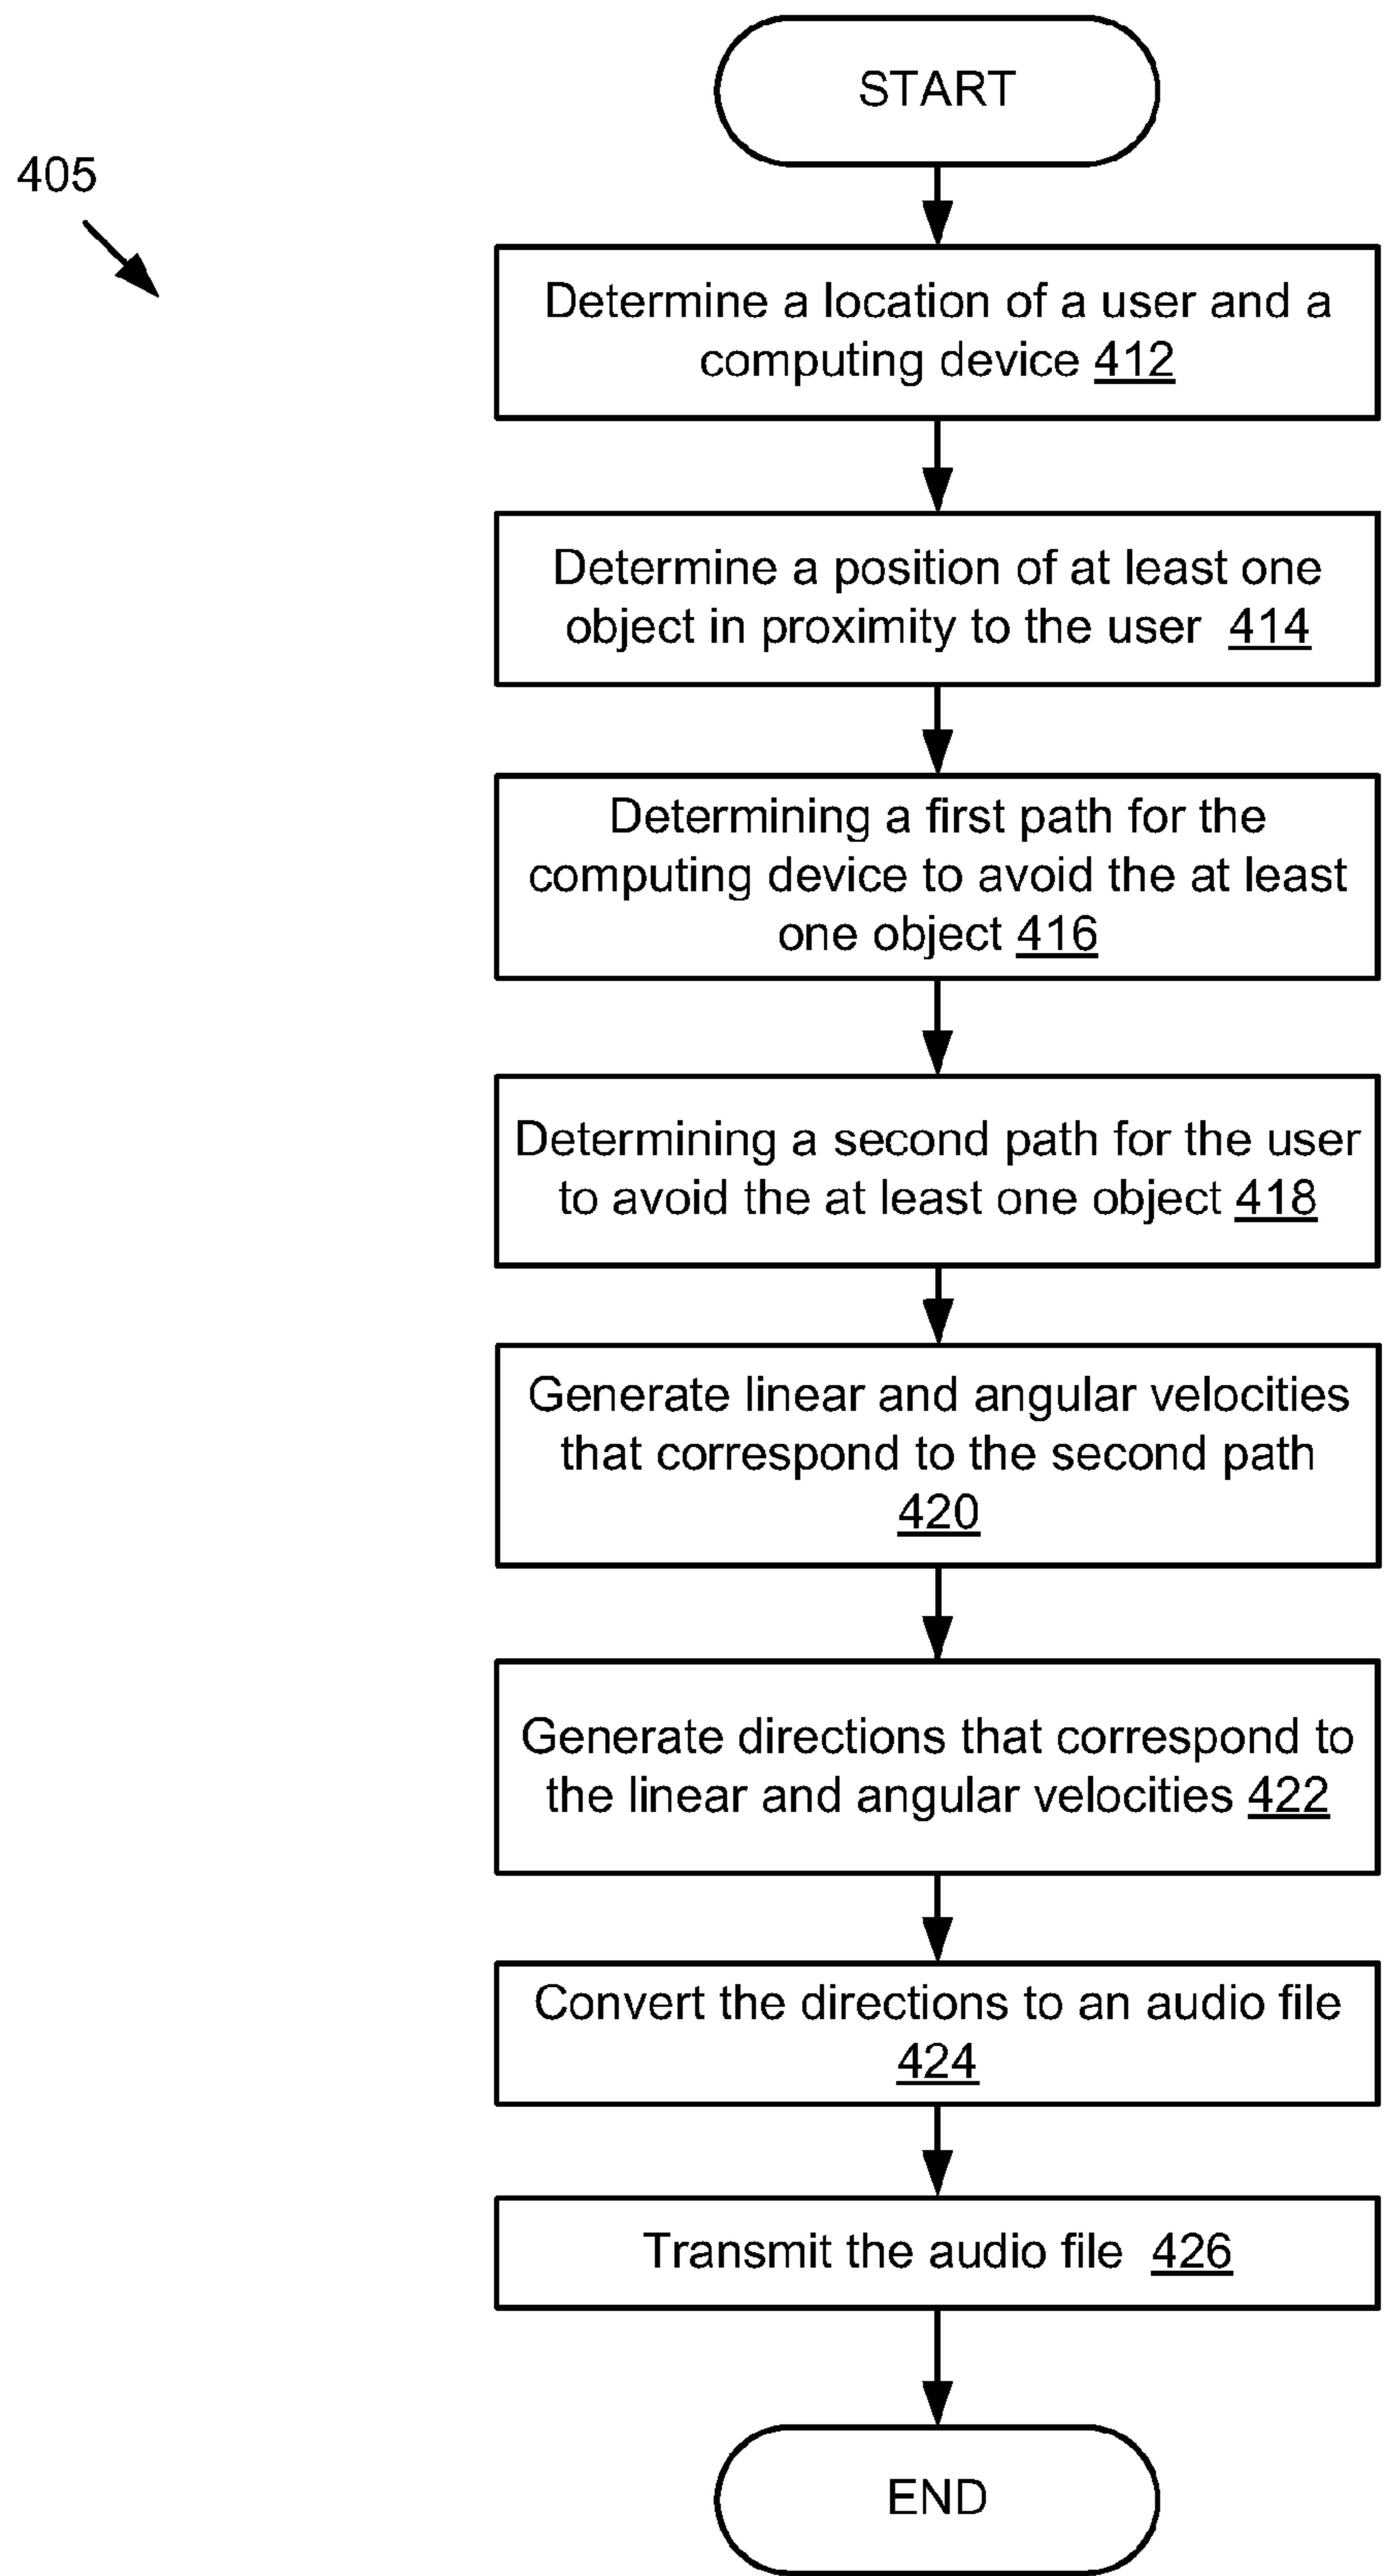 START
405
Determine a location of a user and a
computing device 412
Determine a position of at least one
object in proximity to the user 414
Determining a first path for the
computing device to avoid the at least
one object 416
Determining a second path for the user
to avoid the at least one object 418
Generate linear and angular velocities
that correspond to the second path
420
Generate directions that correspond to
the linear and angular velocities 422
Convert the directions to an audio file
424
Transmit the audio file 426
END